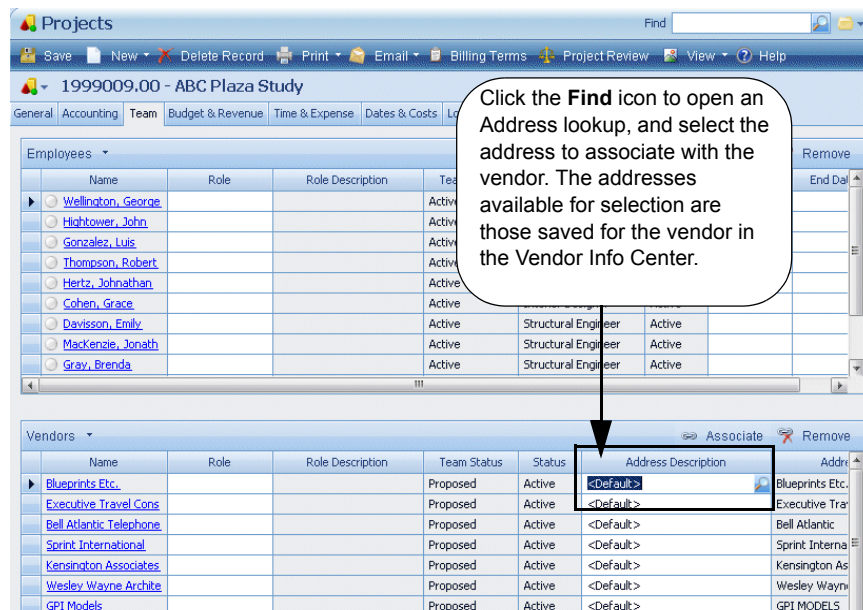 Projects
Find
Save New Delete Record Print Email Billing Terms Project Review View Help
1999009.00 - ABC Plaza Study
General Accounting Team Budget & Revenue Time & Expense Dates & Costs Lo
Click the Find icon to open an
Address lookup, and select the
address to associate with the
vendor. The addresses
available for selection are
those saved for the vendor in
the Vendor Info Center.
Employees Remove
Name Role Role Description Tea End Dat
Wellington, George Active
Hightower, John Active
Gonzalez, Luis Active
Thompson, Robert Active
Hertz, Johnathan Active
Cohen, Grace Active
Davisson, Emily Active Structural Engineer Active
MacKenzie, Jonath Active Structural Engineer Active
Gray, Brenda Active Structural Engineer Active
Vendors Associate Remove
Name Role Role Description Team Status Status Address Description Addre
Blueprints Etc. Proposed Active <Default> Blueprints Etc.
Executive Travel Cons Proposed Active <Default> Executive Tra
Bell Atlantic Telephone Proposed Active <Default> Bell Atlantic
Sprint International Proposed Active <Default> Sprint Interna
Kensington Associates Proposed Active <Default> Kensington As
Wesley Wayne Archite Proposed Active <Default> Wesley Wayn
GPI Models Proposed Active <Default> GPI MODELS